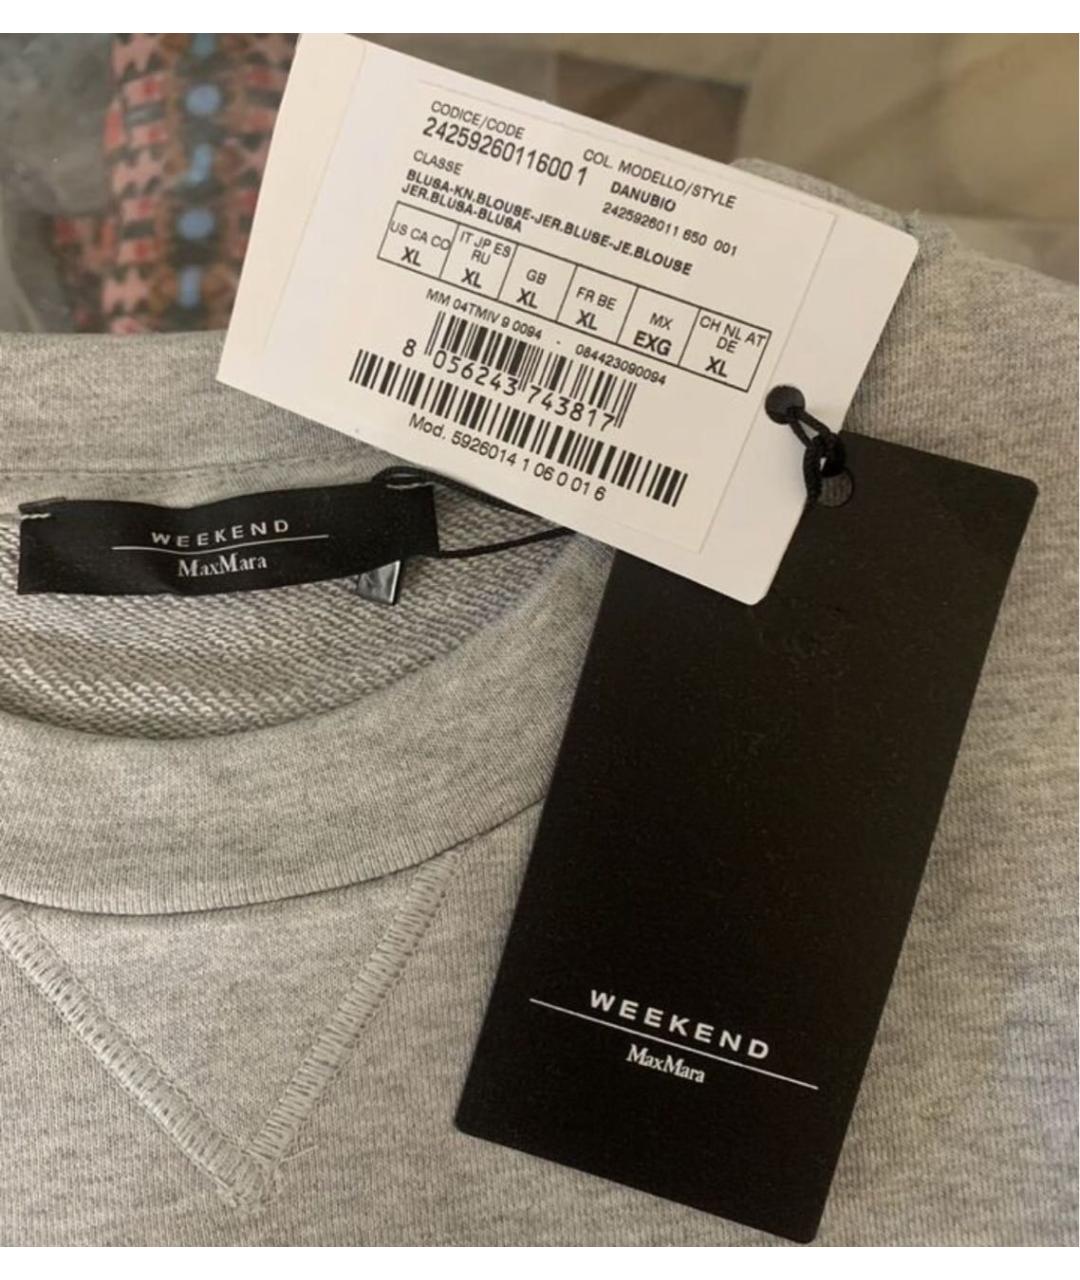 CODICE/CODE
2425926011600 1
COL. MODELLO/STYLE
DANUBIO
2425926011 650 001
CLASSE
BLUSA-KN.BLOUSE-JER.BLUSE-JE.BLOUSE
JER.BLUSA-BLUSA
US CA CO
XL
IT JP ES
RU
XL
GB
XL
FR BE
XL
MX
EXG
CH NL AT
DE
XL
MM 04TMIV 9 0094 - 084423090094
8 056243 743817
Mod. 5926014 1 06 0 01 6
WEEKEND
MaxMara
WEEKEND
MaxMara